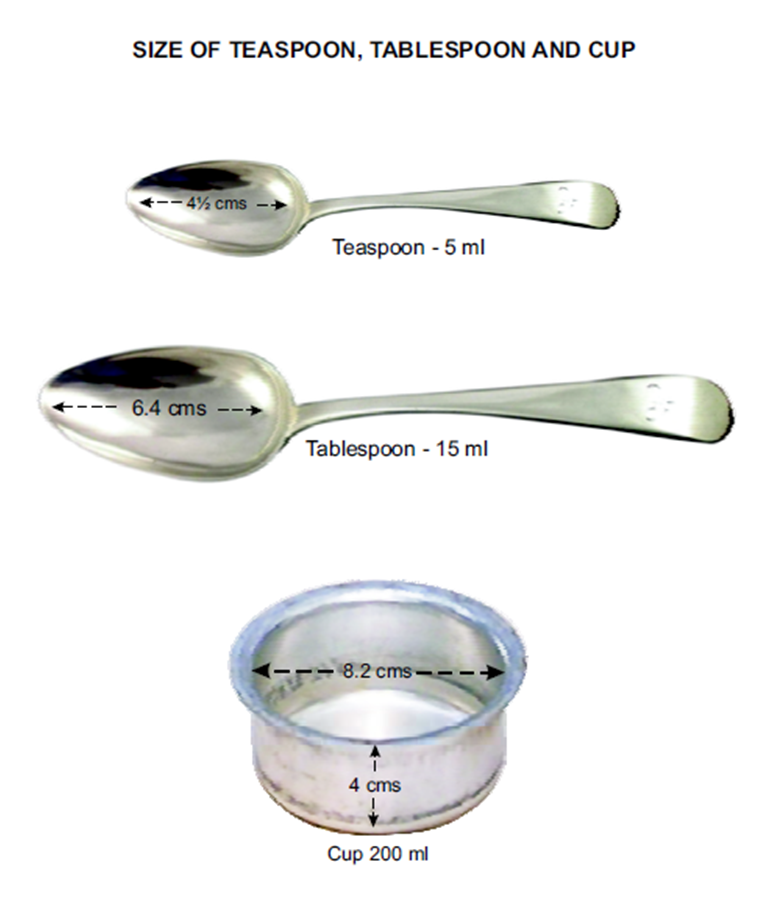 SIZE OF TEASPOON, TABLESPOON AND CUP
4½ cms
Teaspoon - 5 ml
6.4 cms
Tablespoon - 15 ml
8.2 cms
4 cms
Cup 200 ml